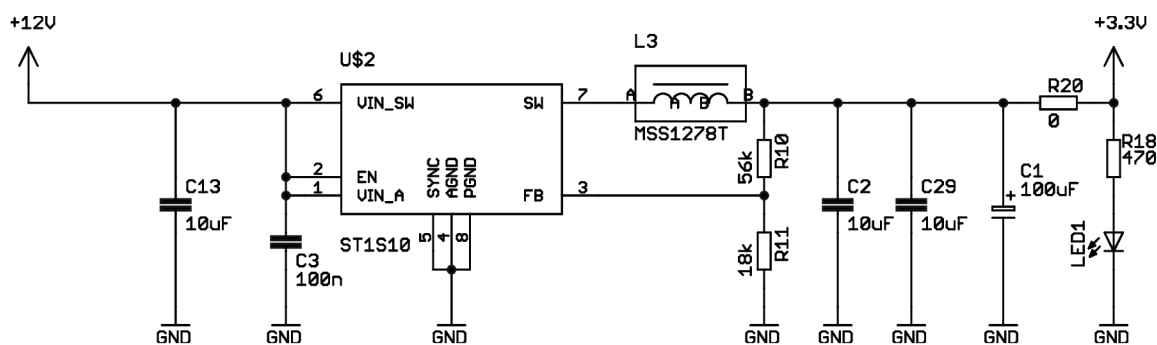 +12V
+3.3V
L3
U$2
6
VIN_SW
SW
7
A
A
B
B
R20
0
MSS1278T
R18
470
2
EN
1
VIN_A
SYNC
AGND
PGND
FB
3
56k
R10
C13
10uF
C2
10uF
C29
10uF
C1
+
100uF
ST1S10
5
4
8
C3
100n
18k
R11
LED1
GND
GND
GND
GND
GND
GND
GND
GND